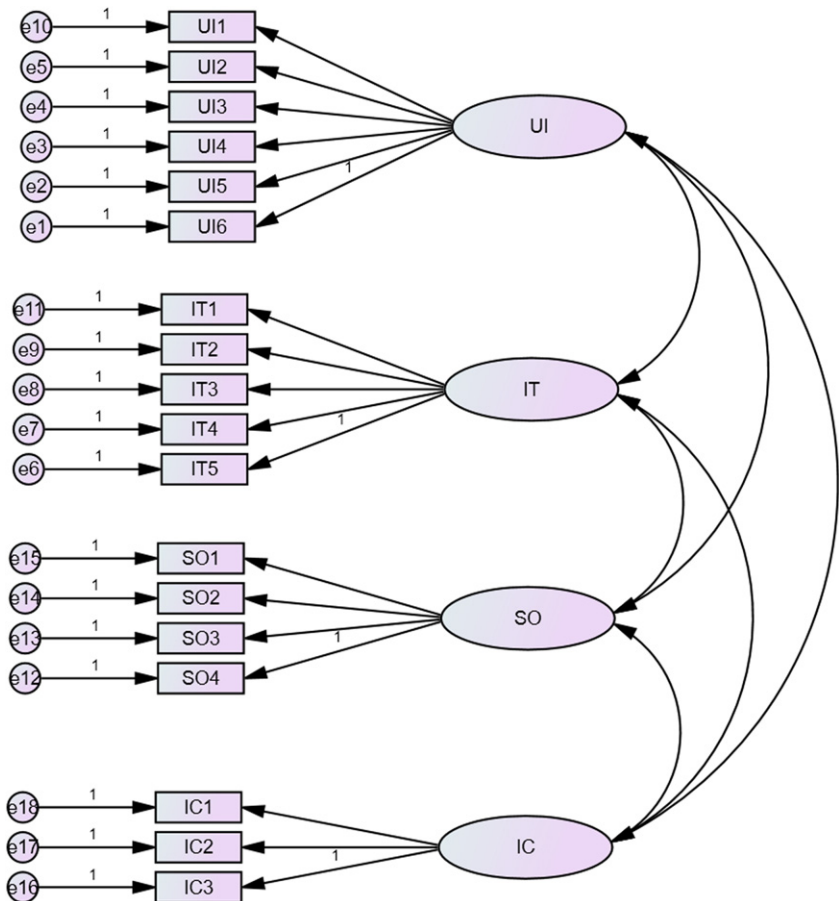 e10 1 UI1
e5 1 UI2
e4 1 UI3 UI
e3 1 UI4
e2 1 UI5 1
e1 1 UI6
e11 1 IT1
e9 1 IT2
e8 1 IT3 IT
e7 1 IT4 1
e6 1 IT5
e15 1 SO1
e14 1 SO2 SO
e13 1 SO3 1
e12 1 SO4
e18 1 IC1
e17 1 IC2 1 IC
e16 1 IC3